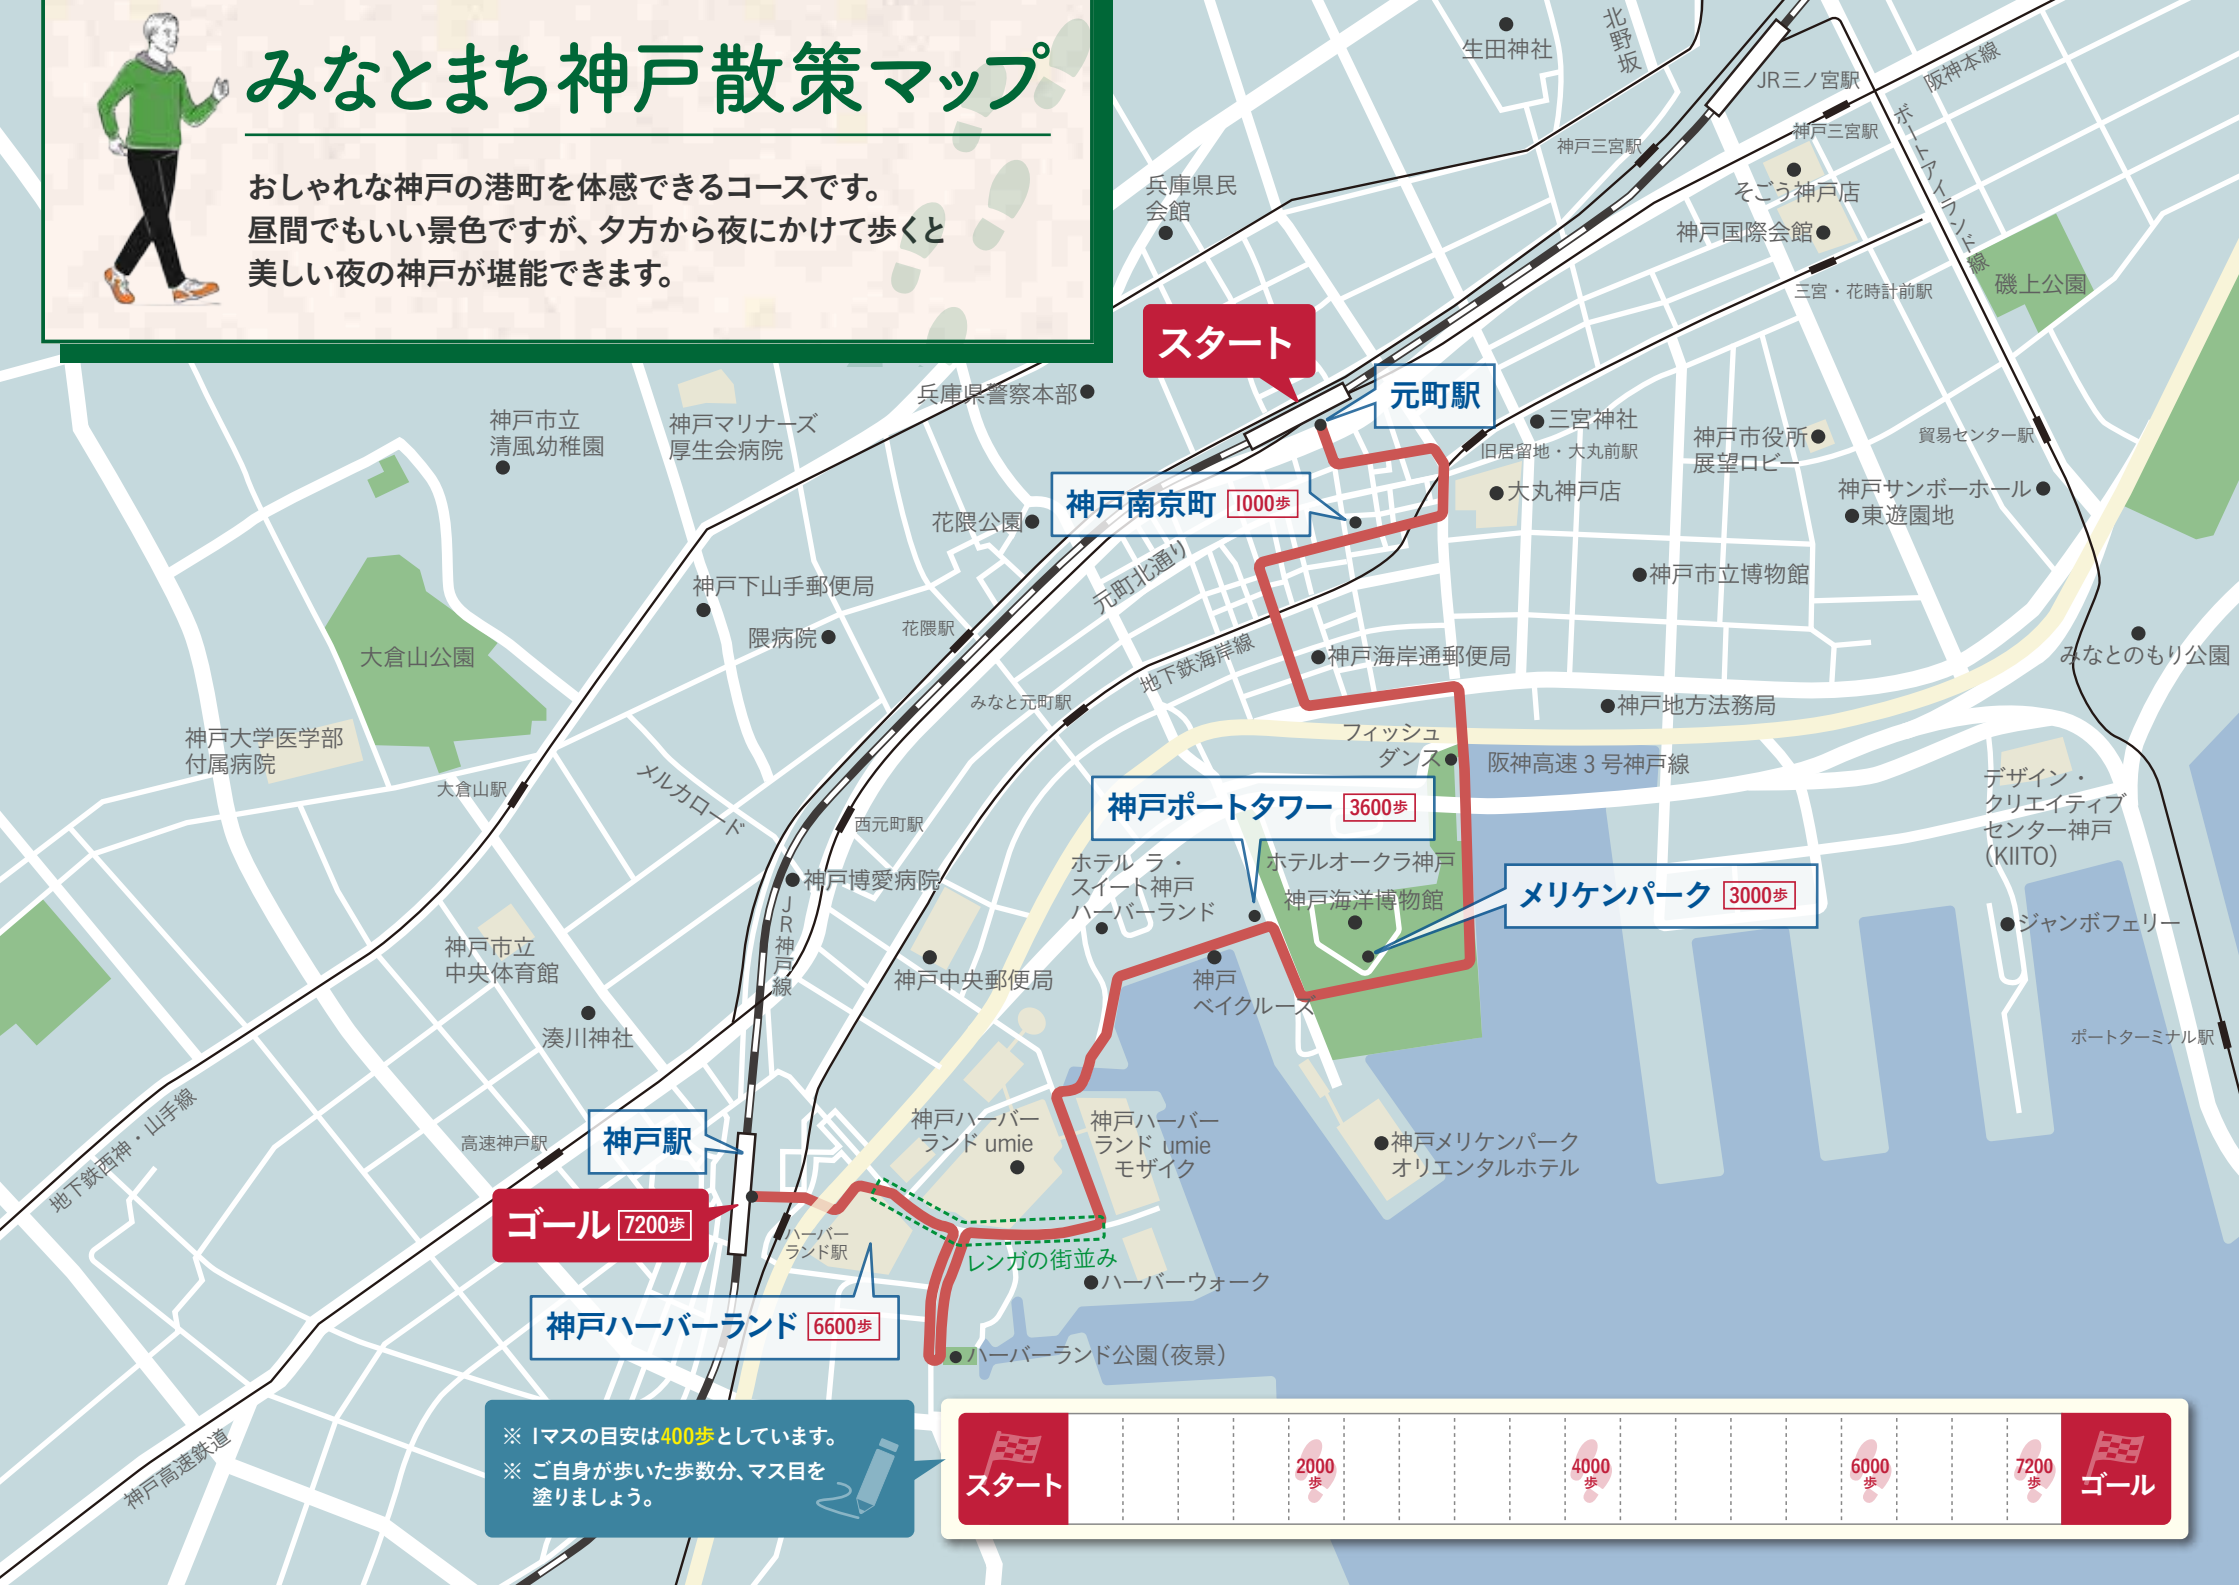 みなとまち神戸散策マップ
おしゃれな神戸の港町を体感できるコースです。
昼間でもいい景色ですが、夕方から夜にかけて歩くと
美しい夜の神戸が堪能できます。
生田神社
北野坂
JR三ノ宮駅
阪神本線
神戸三宮駅
神戸三宮駅
ポートアイランド線
そごう神戸店
神戸国際会館
三宮・花時計前駅
磯上公園
兵庫県民
会館
スタート
元町駅
兵庫県警察本部
神戸市立
清風幼稚園
神戸マリナーズ
厚生会病院
三宮神社
旧居留地・大丸前駅
神戸市役所
展望ロビー
貿易センター駅
大丸神戸店
神戸サンボーホール
東遊園地
神戸南京町 1000歩
花隈公園
元町北通り
神戸市立博物館
神戸下山手郵便局
隈病院
花隈駅
大倉山公園
地下鉄海岸線
神戸海岸通郵便局
みなとのもり公園
みなと元町駅
神戸地方法務局
フィッシュ
ダンス
阪神高速3号神戸線
神戸大学医学部
付属病院
大倉山駅
メルカロード
西元町駅
神戸ポートタワー 3600歩
デザイン・
クリエイティブ
センター神戸
(KIITO)
ホテル ラ・
スイート神戸
ハーバーランド
ホテルオークラ神戸
神戸海洋博物館
メリケンパーク 3000歩
神戸博愛病院
JR神戸線
ジャンボフェリー
神戸市立
中央体育館
神戸中央郵便局
神戸
ベイクルーズ
湊川神社
ポートターミナル駅
地下鉄西神・山手線
高速神戸駅
神戸駅
神戸ハーバー
ランド umie
神戸ハーバー
ランド umie
モザイク
神戸メリケンパーク
オリエンタルホテル
ゴール 7200歩
ハーバー
ランド駅
レンガの街並み
ハーバーウォーク
神戸ハーバーランド 6600歩
ハーバーランド公園(夜景)
神戸高速鉄道
※ 1マスの目安は400歩としています。
※ ご自身が歩いた歩数分、マス目を
塗りましょう。
スタート
2000
歩
4000
歩
6000
歩
7200
歩
ゴール